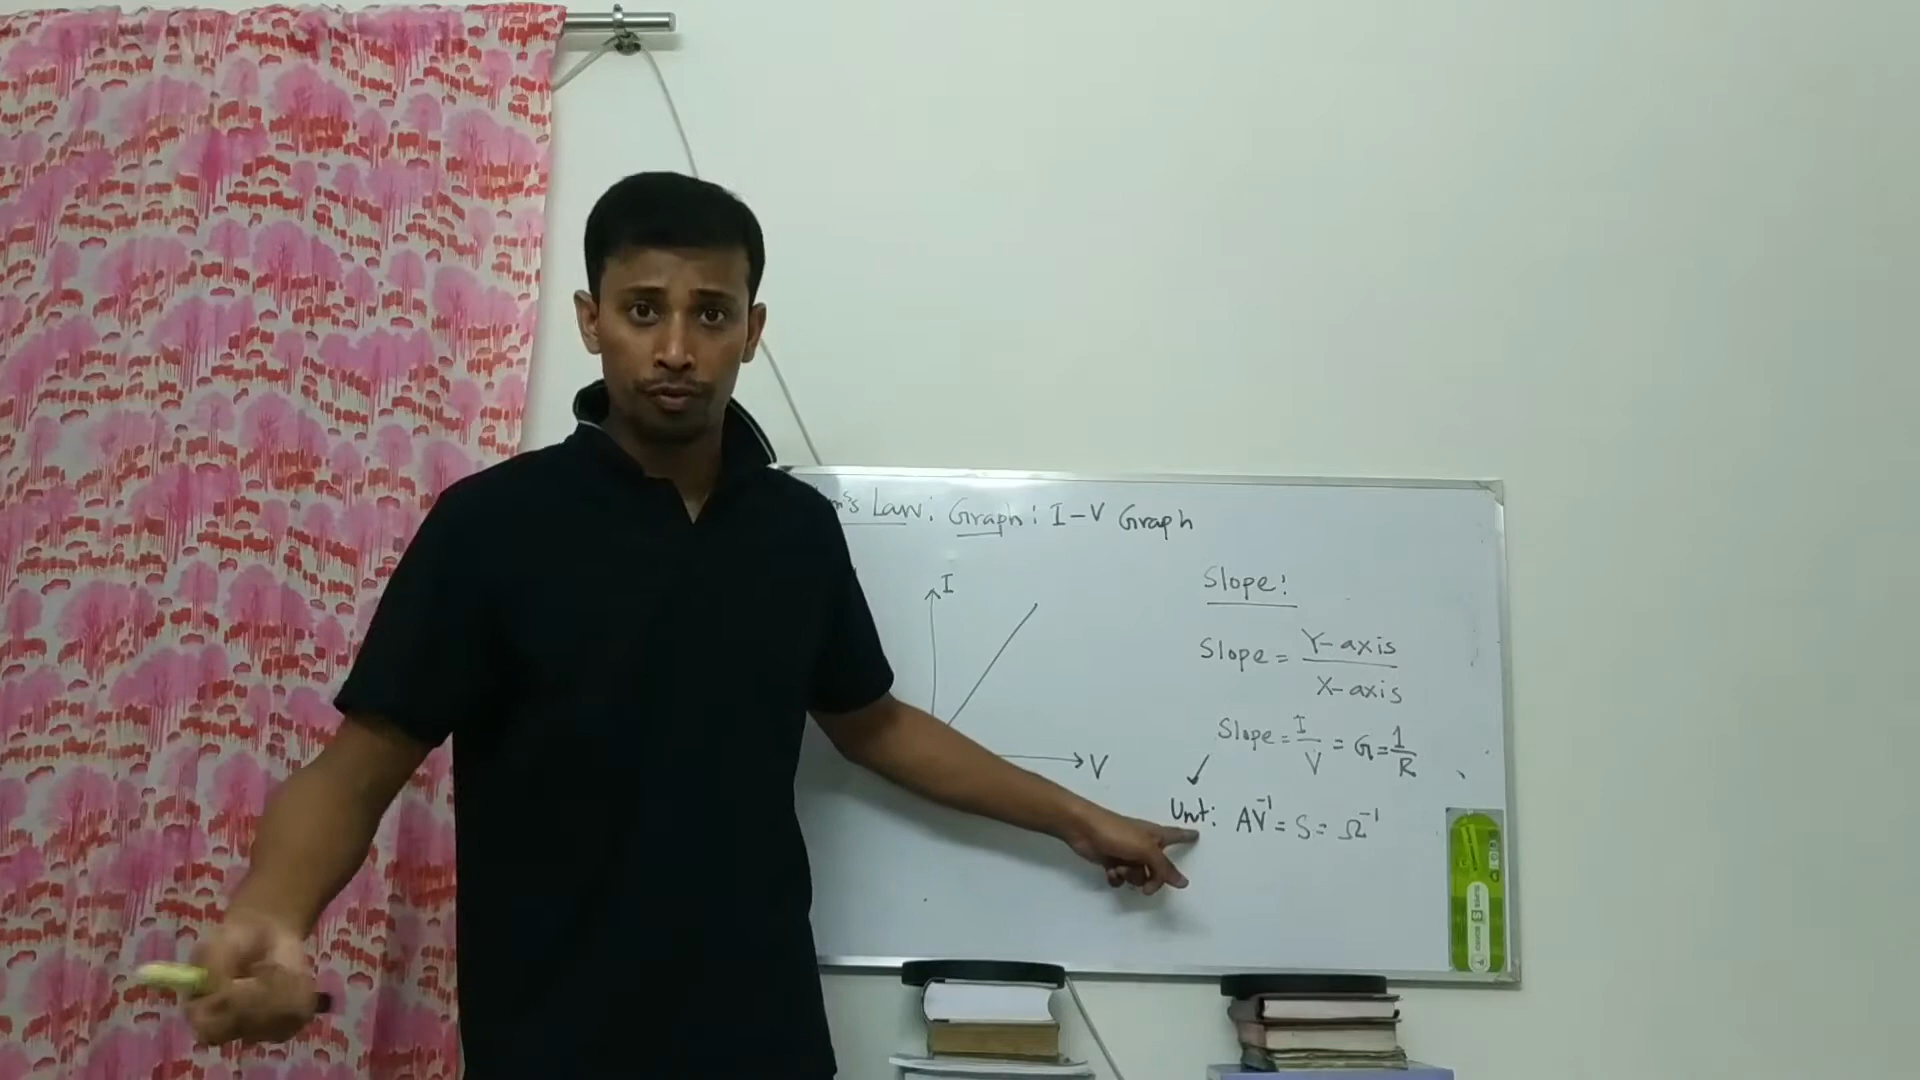 m's Law: Graph: I-V Graph
I
V
Slope:
Slope = Y-axis / X-axis
Slope = I/V = G = 1/R
Unit: AV⁻¹ = S = Ω⁻¹